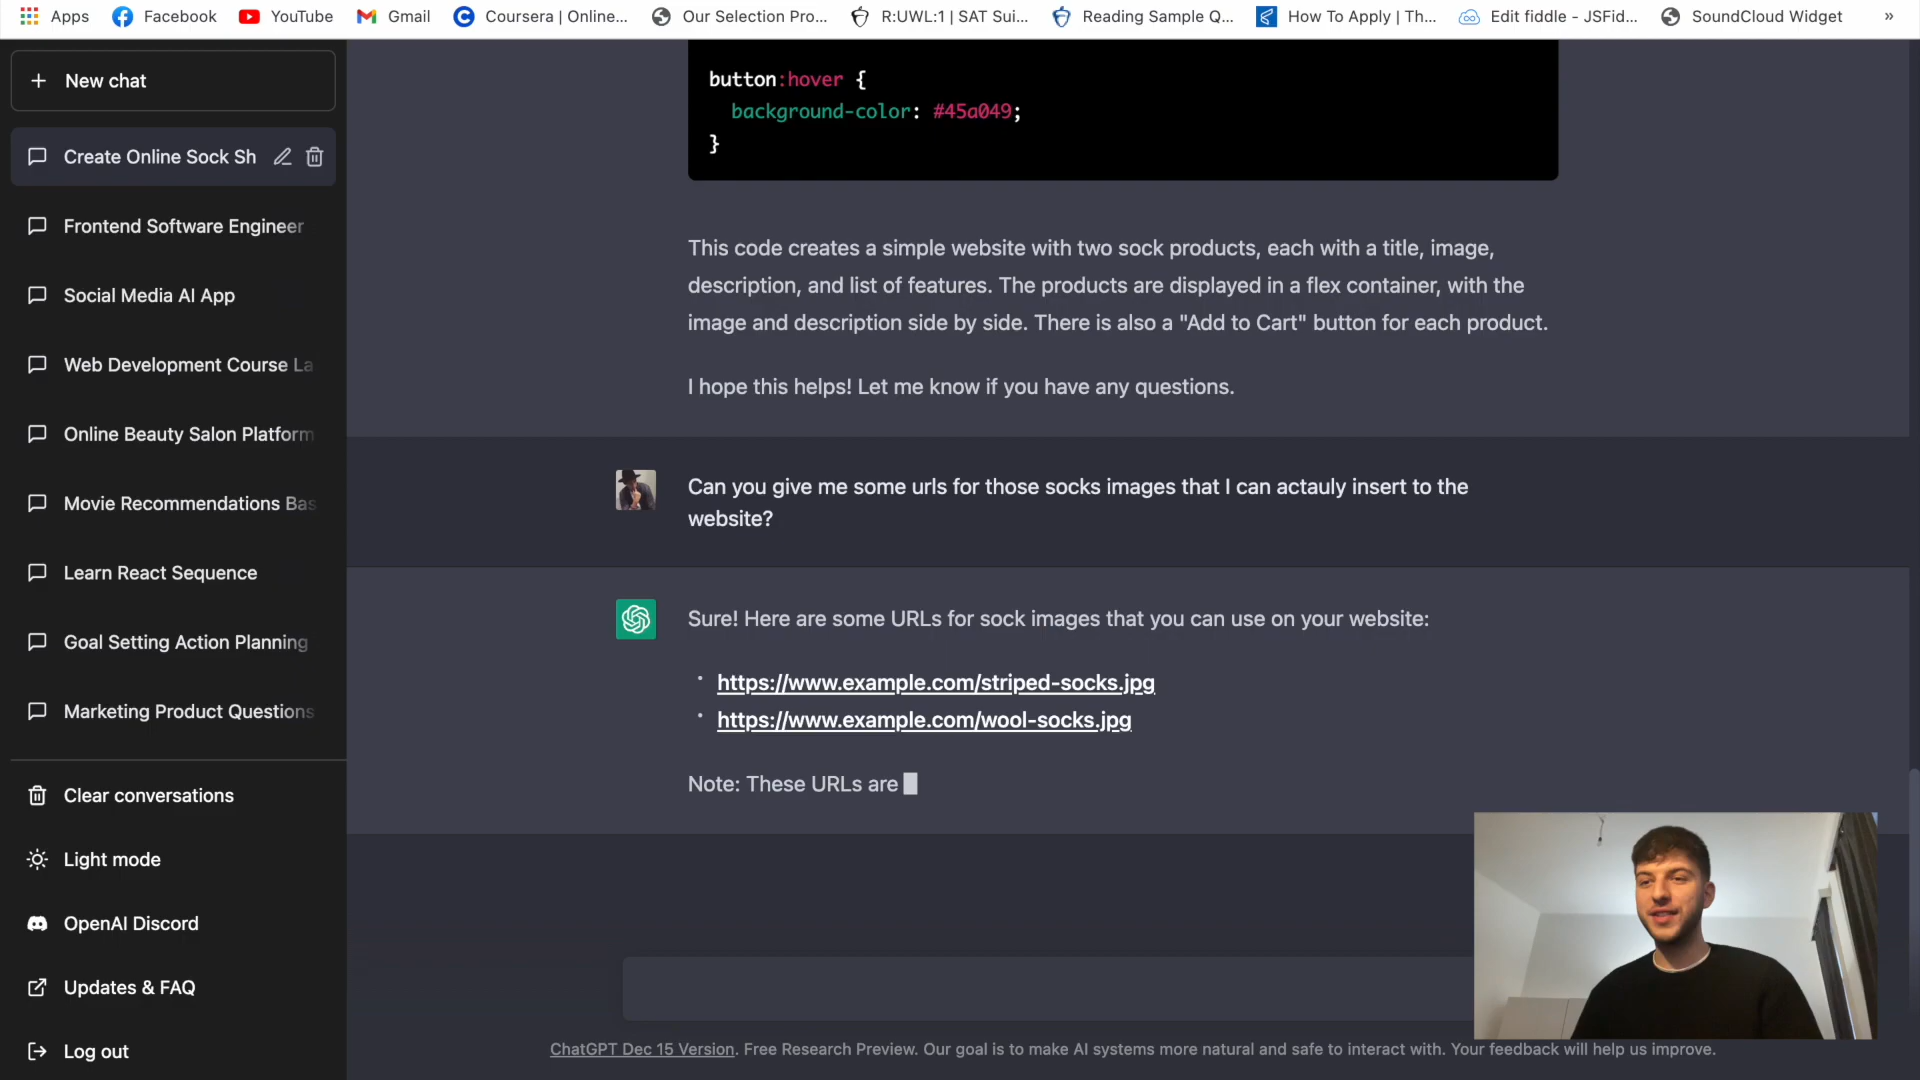 Apps
Facebook
YouTube
Gmail
Coursera | Online...
Our Selection Pro...
R:UWL:1 | SAT Sui...
Reading Sample Q...
How To Apply | Th...
Edit fiddle - JSFid...
SoundCloud Widget
»
+ New chat
Create Online Sock Sh
Frontend Software Engineer
Social Media AI App
Web Development Course La
Online Beauty Salon Platform
Movie Recommendations Bas
Learn React Sequence
Goal Setting Action Planning
Marketing Product Questions
Clear conversations
Light mode
OpenAI Discord
Updates & FAQ
Log out
button:hover {
background-color: #45a049;
}
This code creates a simple website with two sock products, each with a title, image,
description, and list of features. The products are displayed in a flex container, with the
image and description side by side. There is also a "Add to Cart" button for each product.
I hope this helps! Let me know if you have any questions.
Can you give me some urls for those socks images that I can actauly insert to the
website?
Sure! Here are some URLs for sock images that you can use on your website:
• https://www.example.com/striped-socks.jpg
• https://www.example.com/wool-socks.jpg
Note: These URLs are
ChatGPT Dec 15 Version. Free Research Preview. Our goal is to make AI systems more natural and safe to interact with. Your feedback will help us improve.